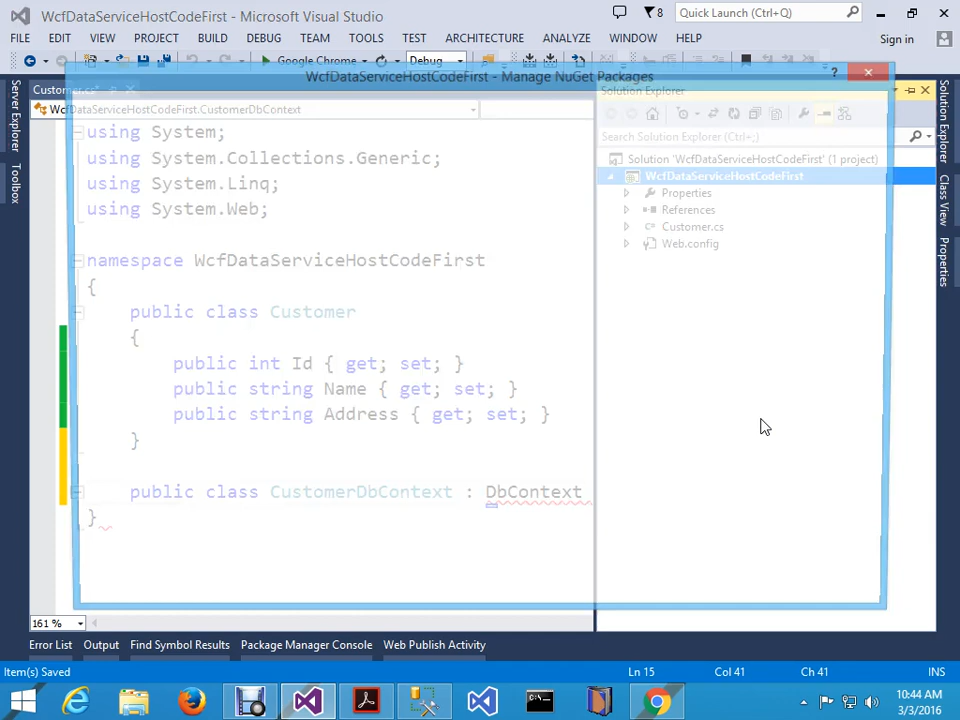 WcfDataServiceHostCodeFirst - Microsoft Visual Studio
8
Quick Launch (Ctrl+Q)
FILE EDIT VIEW PROJECT BUILD DEBUG TEAM TOOLS TEST ARCHITECTURE ANALYZE WINDOW HELP
Sign in
Google Chrome
Debug
WcfDataServiceHostCodeFirst - Manage NuGet Packages
?
Customer.cs
Solution Explorer
WcfDataServiceHostCodeFirst.CustomerDbContext
Search Solution Explorer (Ctrl+;)
Solution 'WcfDataServiceHostCodeFirst' (1 project)
WcfDataServiceHostCodeFirst
Properties
References
Customer.cs
Web.config
Server Explorer
Toolbox
Solution Explorer
Class View
Properties
using System;
using System.Collections.Generic;
using System.Linq;
using System.Web;
namespace WcfDataServiceHostCodeFirst
{
public class Customer
{
public int Id { get; set; }
public string Name { get; set; }
public string Address { get; set; }
}
public class CustomerDbContext : DbContext
}
161 %
Error List Output Find Symbol Results Package Manager Console Web Publish Activity
Item(s) Saved
Ln 15 Col 41 Ch 41 INS
10:44 AM
3/3/2016